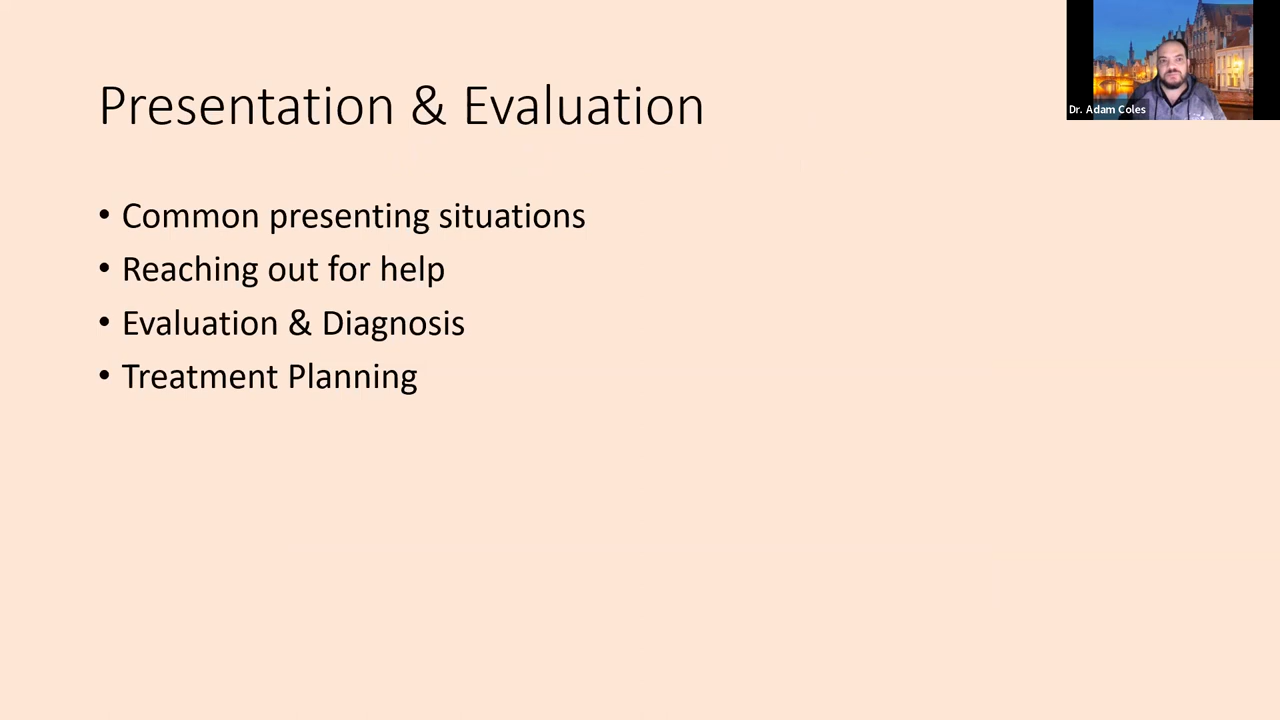 Presentation & Evaluation
Dr. Adam Coles
• Common presenting situations
• Reaching out for help
• Evaluation & Diagnosis
• Treatment Planning